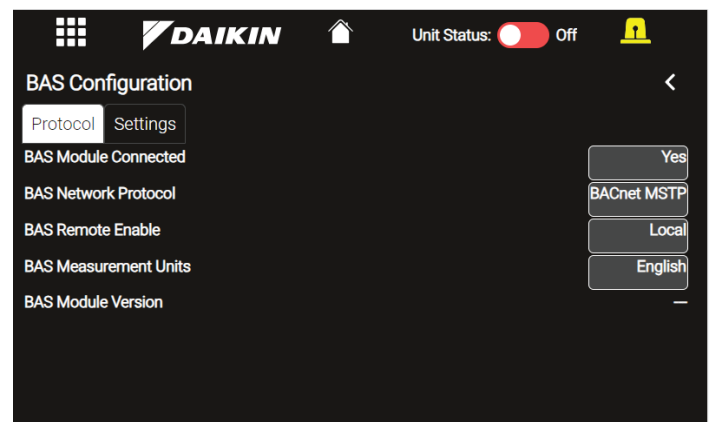 DAIKIN Unit Status: Off
BAS Configuration
Protocol Settings
BAS Module Connected Yes
BAS Network Protocol BACnet MSTP
BAS Remote Enable Local
BAS Measurement Units English
BAS Module Version —